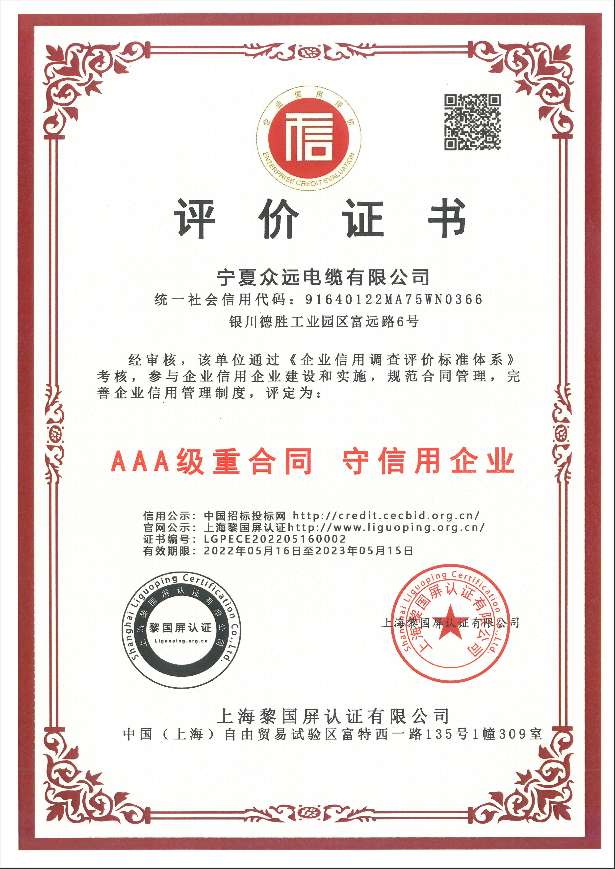 企业信用评价
信
ENTERPRISE CREDIT EVALUATION
评价证书
宁夏众远电缆有限公司
统一社会信用代码：91640122MA75WN0366
银川德胜工业园区富远路6号
经审核，该单位通过《企业信用调查评价标准体系》
考核，参与企业信用企业建设和实施，规范合同管理，完
善企业信用管理制度，评定为：
AAA级重合同 守信用企业
信用公示：中国招标投标网 http://credit.cecbid.org.cn/
官网公示：上海黎国屏认证http://www.liguoping.org.cn/
证书编号：LGPECE202205160002
有效期限：2022年05月16日至2023年05月15日
Shanghai Liguoping Certification Co.Ltd.
上海黎国屏认证有限公司
黎国屏认证
Liguoping.org.cn
Shanghai Liguoping Certification Co.,Ltd.
上海黎国屏认证有限公司
上海黎国屏认证有限公司
上海黎国屏认证有限公司
中国（上海）自由贸易试验区富特西一路135号1幢309室